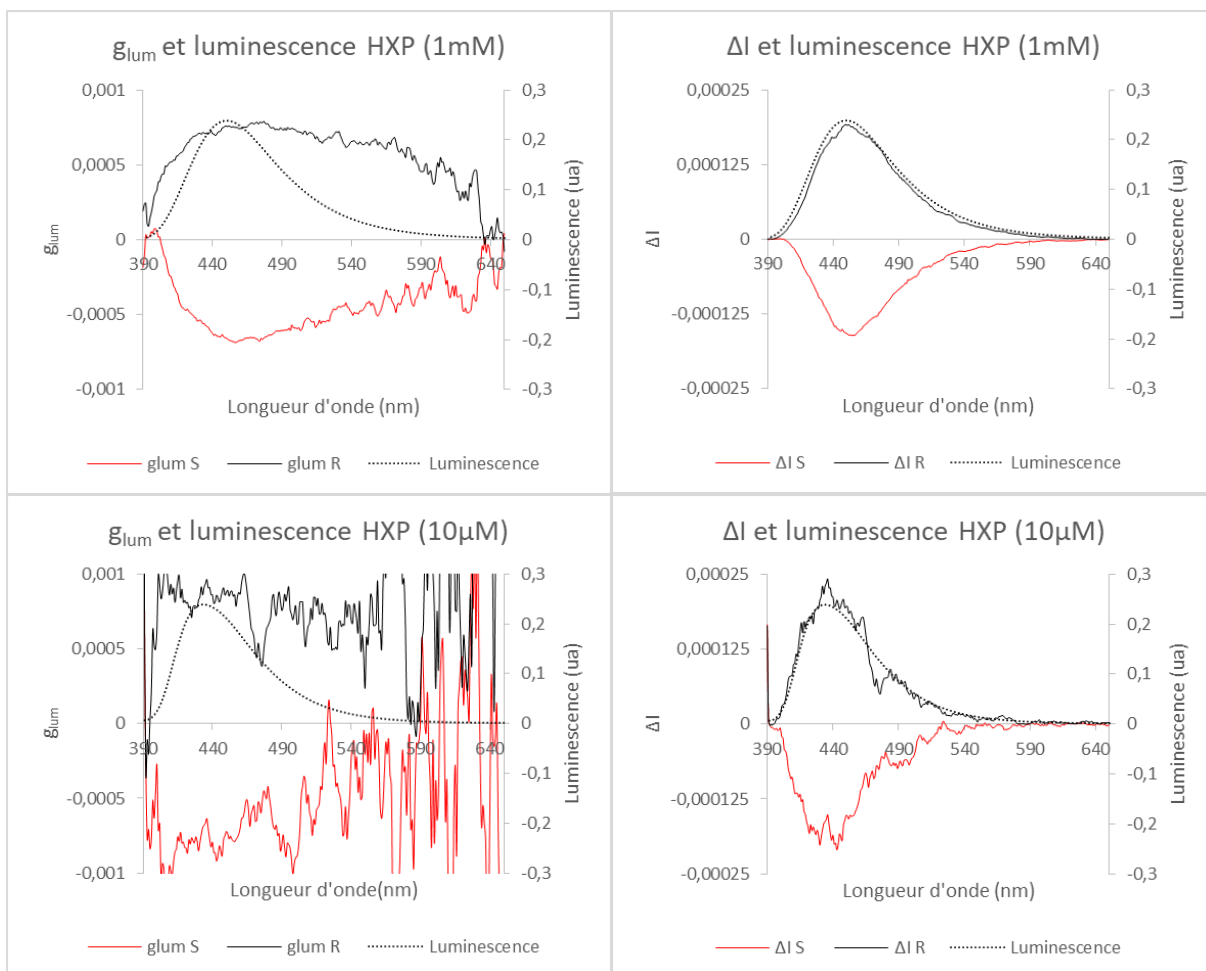 g_lum et luminescence HXP (1mM)
0,001
0,0005
0
-0,0005
-0,001
0,3
0,2
0,1
0
-0,1
-0,2
-0,3
390 440 490 540 590 640
g_lum
Luminescence (ua)
Longueur d'onde (nm)
glum S glum R Luminescence
ΔI et luminescence HXP (1mM)
0,00025
0,000125
0
-0,000125
-0,00025
0,3
0,2
0,1
0
-0,1
-0,2
-0,3
390 440 490 540 590 640
ΔI
Luminescence (ua)
Longueur d'onde (nm)
ΔI S ΔI R Luminescence
g_lum et luminescence HXP (10µM)
0,001
0,0005
0
-0,0005
-0,001
0,3
0,2
0,1
0
-0,1
-0,2
-0,3
390 440 490 540 590 640
g_lum
Luminescence (ua)
Longueur d'onde(nm)
glum S glum R Luminescence
ΔI et luminescence HXP (10µM)
0,00025
0,000125
0
-0,000125
-0,00025
0,3
0,2
0,1
0
-0,1
-0,2
-0,3
390 440 490 540 590 640
ΔI
Luminescence (ua)
Longueur d'onde (nm)
ΔI S ΔI R Luminescence